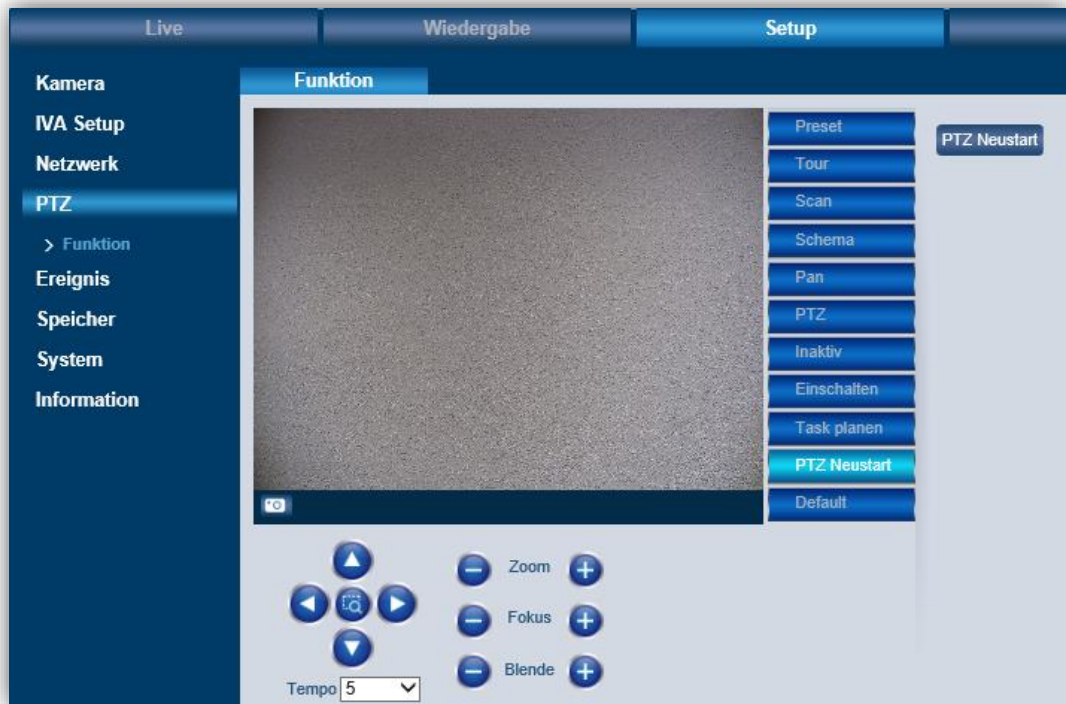 Live Wiedergabe Setup
Kamera
IVA Setup
Netzwerk
PTZ
Funktion
Ereignis
Speicher
System
Information
Funktion
Preset
Tour
Scan
Schema
Pan
PTZ
Inaktiv
Einschalten
Task planen
PTZ Neustart
Default
PTZ Neustart
Zoom
Fokus
Blende
Tempo 5